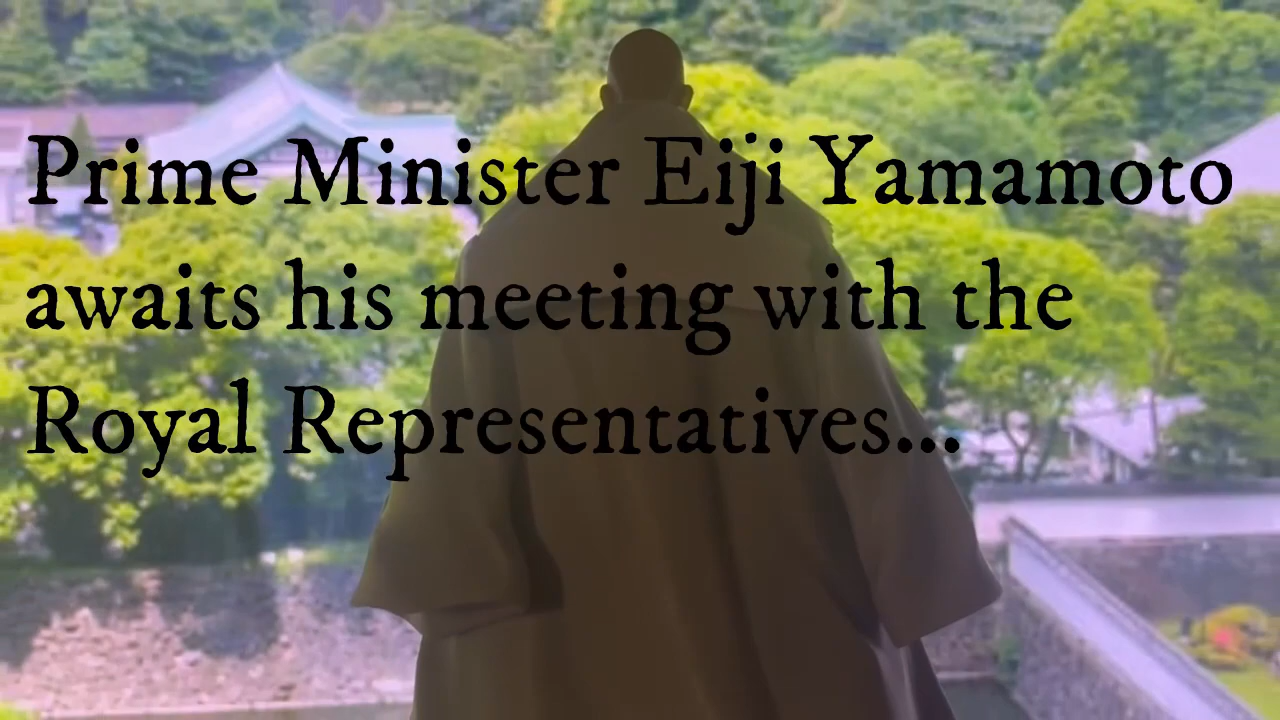 Prime Minister Eiji Yamamoto
awaits his meeting with the
Royal Representatives...